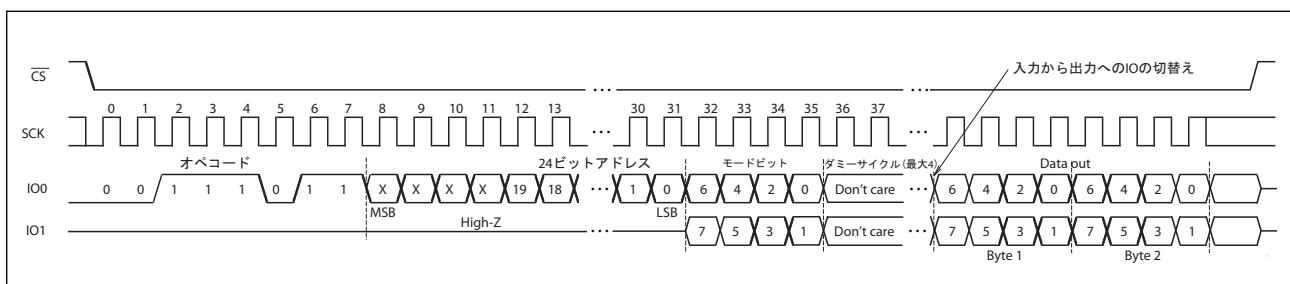 入力から出力へのIOの切替え
CS ... ...
0 1 2 3 4 5 6 7 8 9 10 11 12 13 30 31 32 33 34 35 36 37
SCK ... ...
オペコード 24ビットアドレス モードビット ダミーサイクル(最大4) Data out
IO0 0 0 1 1 1 0 1 1 X X X X 19 18 ... 1 0 6 4 2 0 Don't care ... 6 4 2 0 6 4 2 0
MSB LSB
High-Z
IO1 ... 7 5 3 1 Don't care ... 7 5 3 1 7 5 3 1
Byte 1 Byte 2